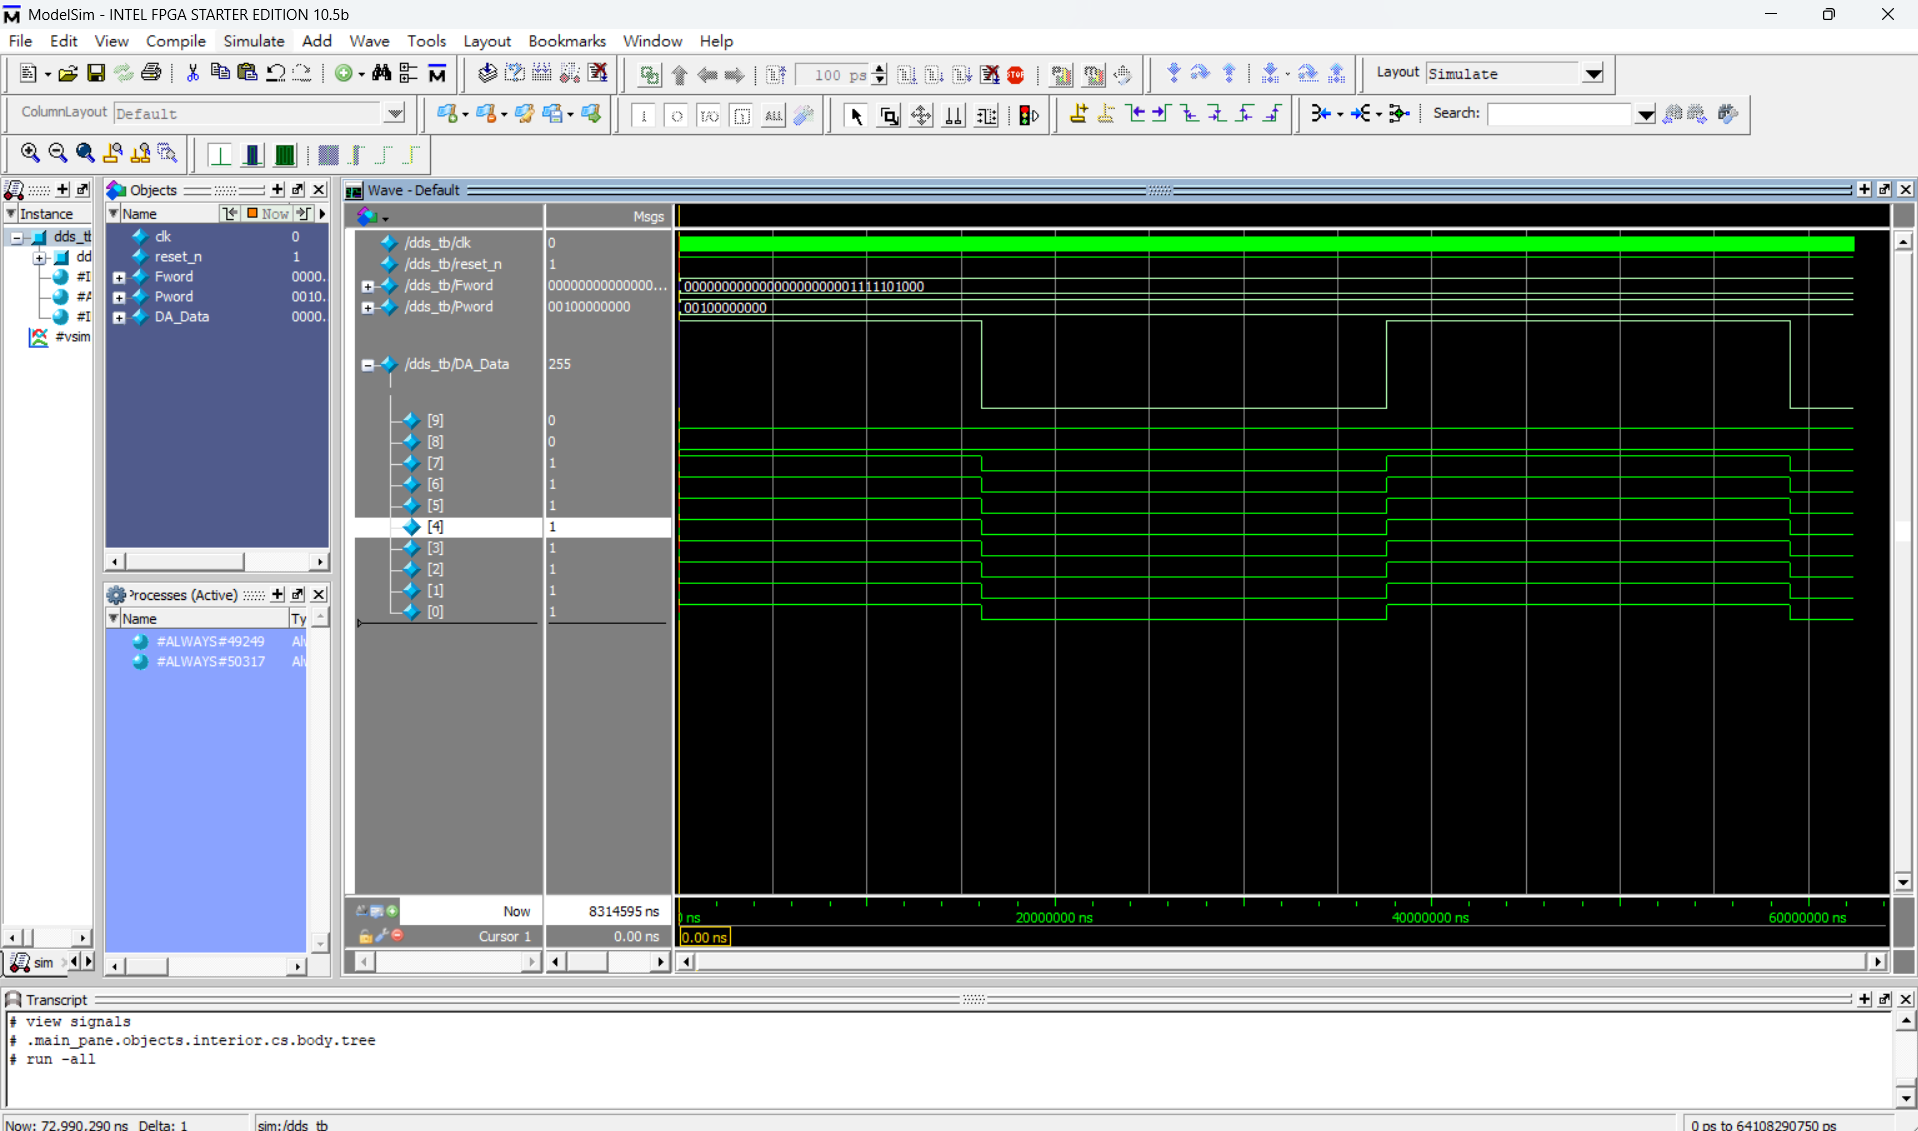 ModelSim - INTEL FPGA STARTER EDITION 10.5b
File Edit View Compile Simulate Add Wave Tools Layout Bookmarks Window Help
100 ps
Layout Simulate
ColumnLayout Default
Search:
Instance
dds_tb
dd
#I
#A
#I
#vsim
sim
Objects
Name Now
clk 0
reset_n 1
Fword 0000.
Pword 0010.
DA_Data 0000.
Processes (Active)
Name Ty
#ALWAYS#49249 Alw
#ALWAYS#50317 Alw
Wave - Default
Msgs
/dds_tb/clk 0
/dds_tb/reset_n 1
/dds_tb/Fword 00000000000000... 00000000000000000000001111101000
/dds_tb/Pword 00100000000 00100000000
/dds_tb/DA_Data 255
[9] 0
[8] 0
[7] 1
[6] 1
[5] 1
[4] 1
[3] 1
[2] 1
[1] 1
[0] 1
Now 8314595 ns
0 ns 20000000 ns 40000000 ns 60000000 ns
Cursor 1 0.00 ns
0.00 ns
Transcript
# view signals
# .main_pane.objects.interior.cs.body.tree
# run -all
Now: 72,990,290 ns Delta: 1 sim:/dds_tb 0 ps to 64108290750 ps